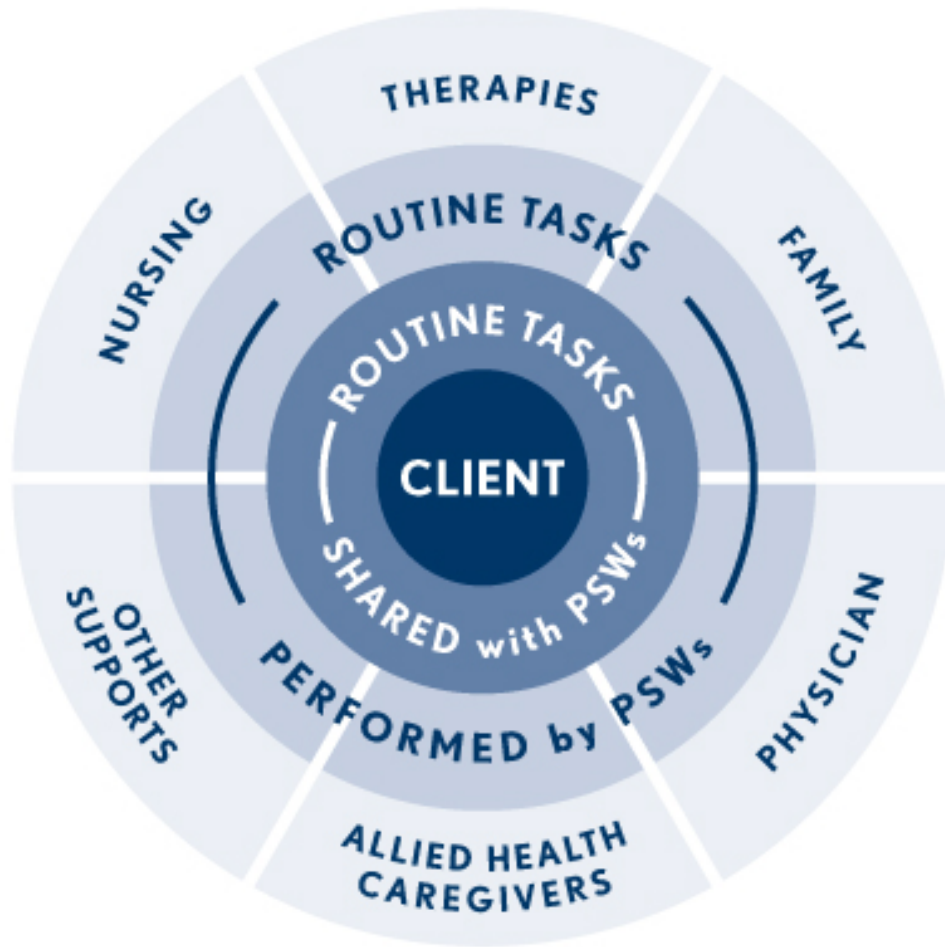 THERAPIES
FAMILY
PHYSICIAN
ALLIED HEALTH
CAREGIVERS
OTHER
SUPPORTS
NURSING
ROUTINE TASKS
PERFORMED by PSWs
ROUTINE TASKS
SHARED with PSWs
CLIENT